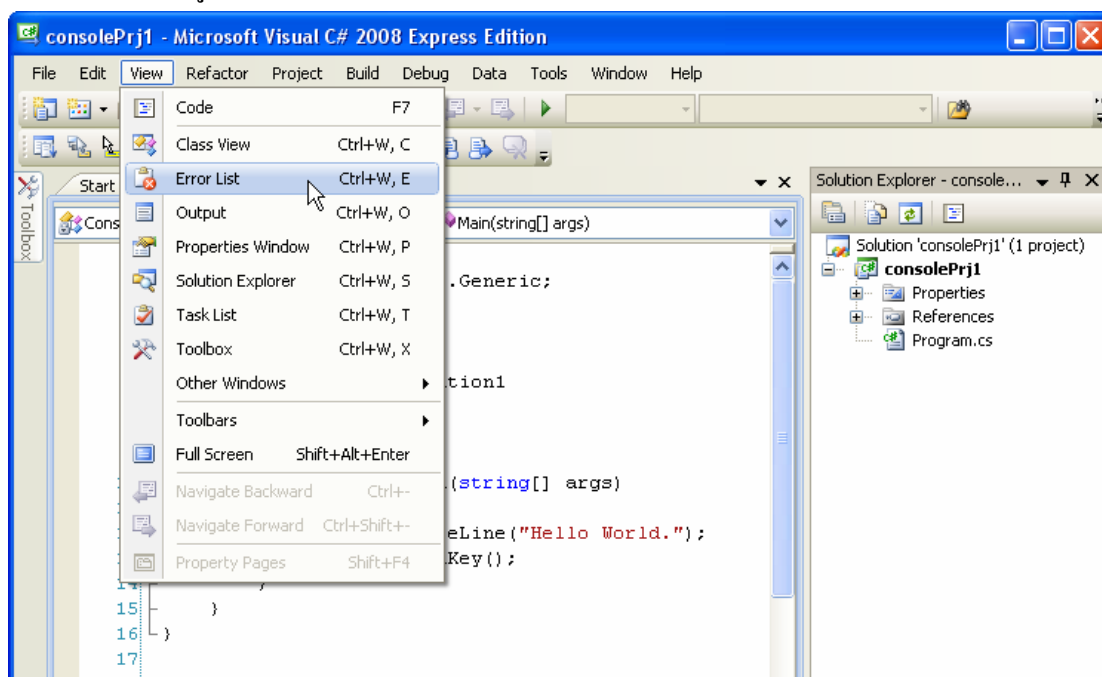 consolePrj1 - Microsoft Visual C# 2008 Express Edition
File Edit View Refactor Project Build Debug Data Tools Window Help
Code F7
Class View Ctrl+W, C
Error List Ctrl+W, E
Output Ctrl+W, O
Properties Window Ctrl+W, P
Solution Explorer Ctrl+W, S
Task List Ctrl+W, T
Toolbox Ctrl+W, X
Other Windows
Toolbars
Full Screen Shift+Alt+Enter
Navigate Backward Ctrl+-
Navigate Forward Ctrl+Shift+-
Property Pages Shift+F4
Toolbox
Start
Cons
Main(string[] args)
.Generic;
tion1
(string[] args)
eLine("Hello World.");
Key();
14 }
15 }
16 }
17
Solution Explorer - console...
Solution 'consolePrj1' (1 project)
consolePrj1
Properties
References
Program.cs